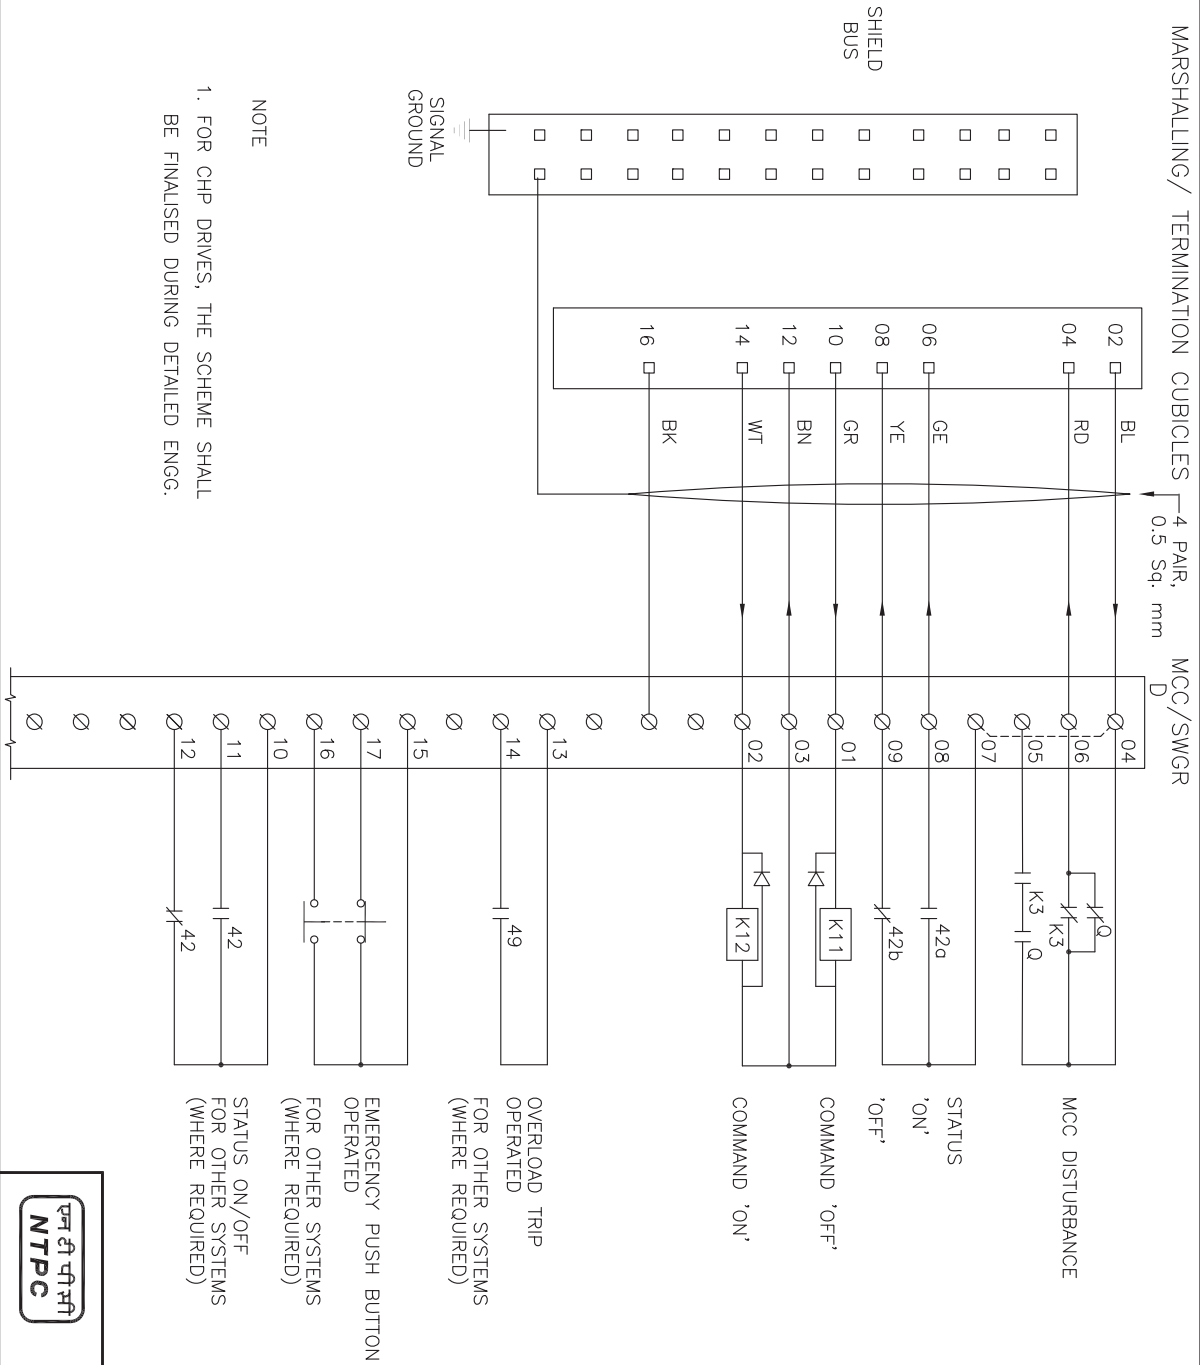 MARSHALLING/ TERMINATION CUBICLES
4 PAIR,
0.5 Sq. mm
MCC/SWGR
D
SHIELD
BUS
SIGNAL
GROUND
02
04
06
08
10
12
14
16
BL
RD
GE
YE
GR
BN
WT
BK
04
06
05
07
08
09
01
03
02
13
14
15
17
16
10
11
12
Q
K3
K3
Q
42a
42b
K11
K12
49
42
42
MCC DISTURBANCE
STATUS
'ON'
'OFF'
COMMAND 'OFF'
COMMAND 'ON'
OVERLOAD TRIP
OPERATED
FOR OTHER SYSTEMS
(WHERE REQUIRED)
EMERGENCY PUSH BUTTON
OPERATED
FOR OTHER SYSTEMS
(WHERE REQUIRED)
STATUS ON/OFF
FOR OTHER SYSTEMS
(WHERE REQUIRED)
NOTE
1. FOR CHP DRIVES, THE SCHEME SHALL
BE FINALISED DURING DETAILED ENGG.
एन टी पी सी
NTPC